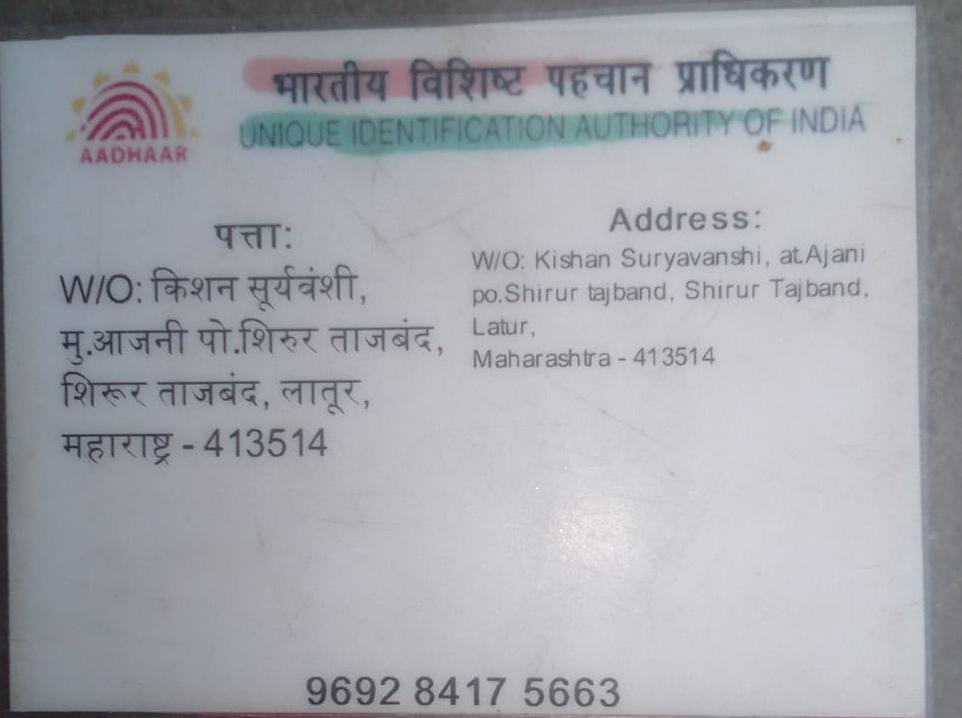 भारतीय विशिष्ट पहचान प्राधिकरण
UNIQUE IDENTIFICATION AUTHORITY OF INDIA
AADHAAR
पत्ता:
W/O: किशन सूर्यवंशी,
मु.आजनी पो.शिरुर ताजबंद,
शिरूर ताजबंद, लातूर,
महाराष्ट्र - 413514
Address:
W/O: Kishan Suryavanshi, at.Ajani
po.Shirur tajband, Shirur Tajband,
Latur,
Maharashtra - 413514
9692 8417 5663